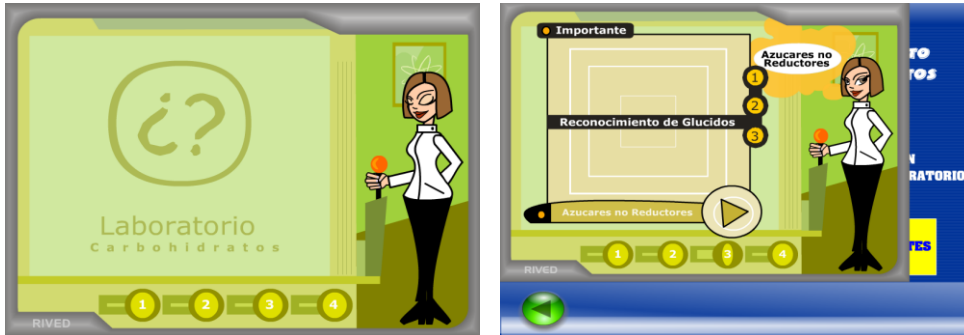 ¿?
Laboratorio
Carbohidratos
1 2 3 4
RIVED
Importante
Azucares no
Reductores
1
2
Reconocimiento de Glucidos
3
Azucares no Reductores
1 2 3 4
RIVED
TO
TOS
N
RATORIO
TES